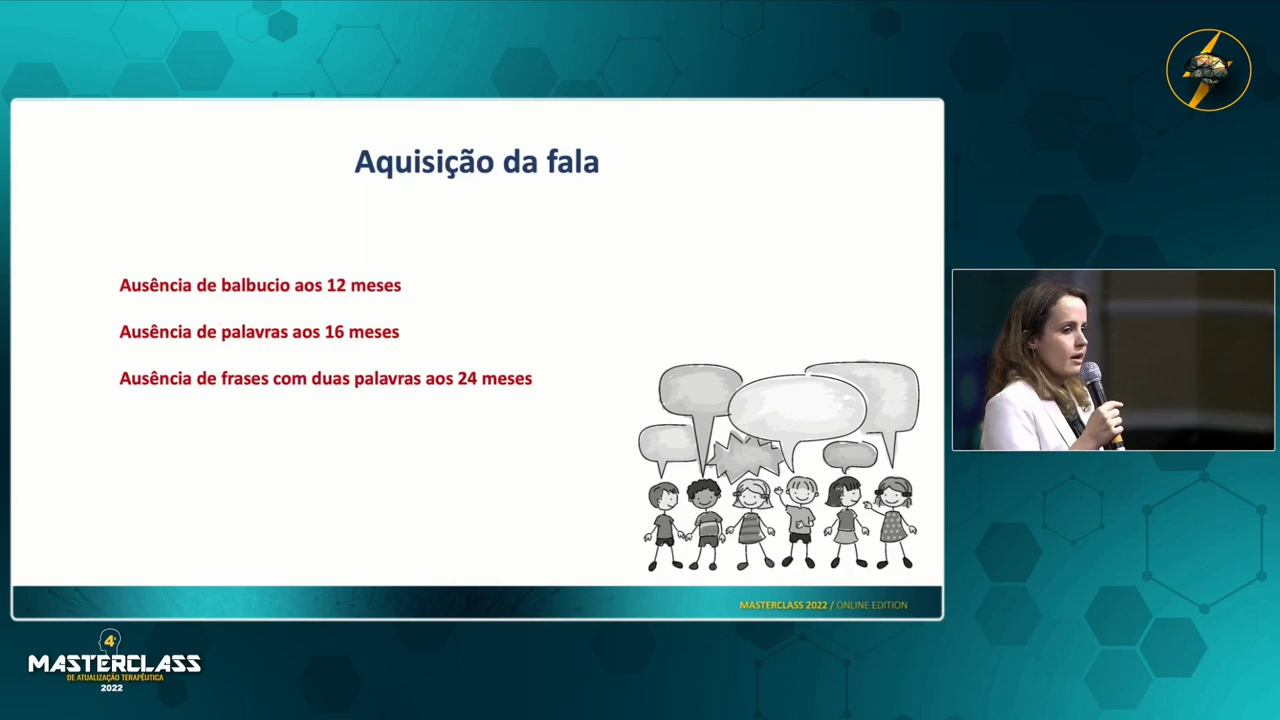 Aquisição da fala
Ausência de balbucio aos 12 meses
Ausência de palavras aos 16 meses
Ausência de frases com duas palavras aos 24 meses
MASTERCLASS 2022 / ONLINE EDITION
4ª
MASTERCLASS
DE ATUALIZAÇÃO TERAPÊUTICA
2022